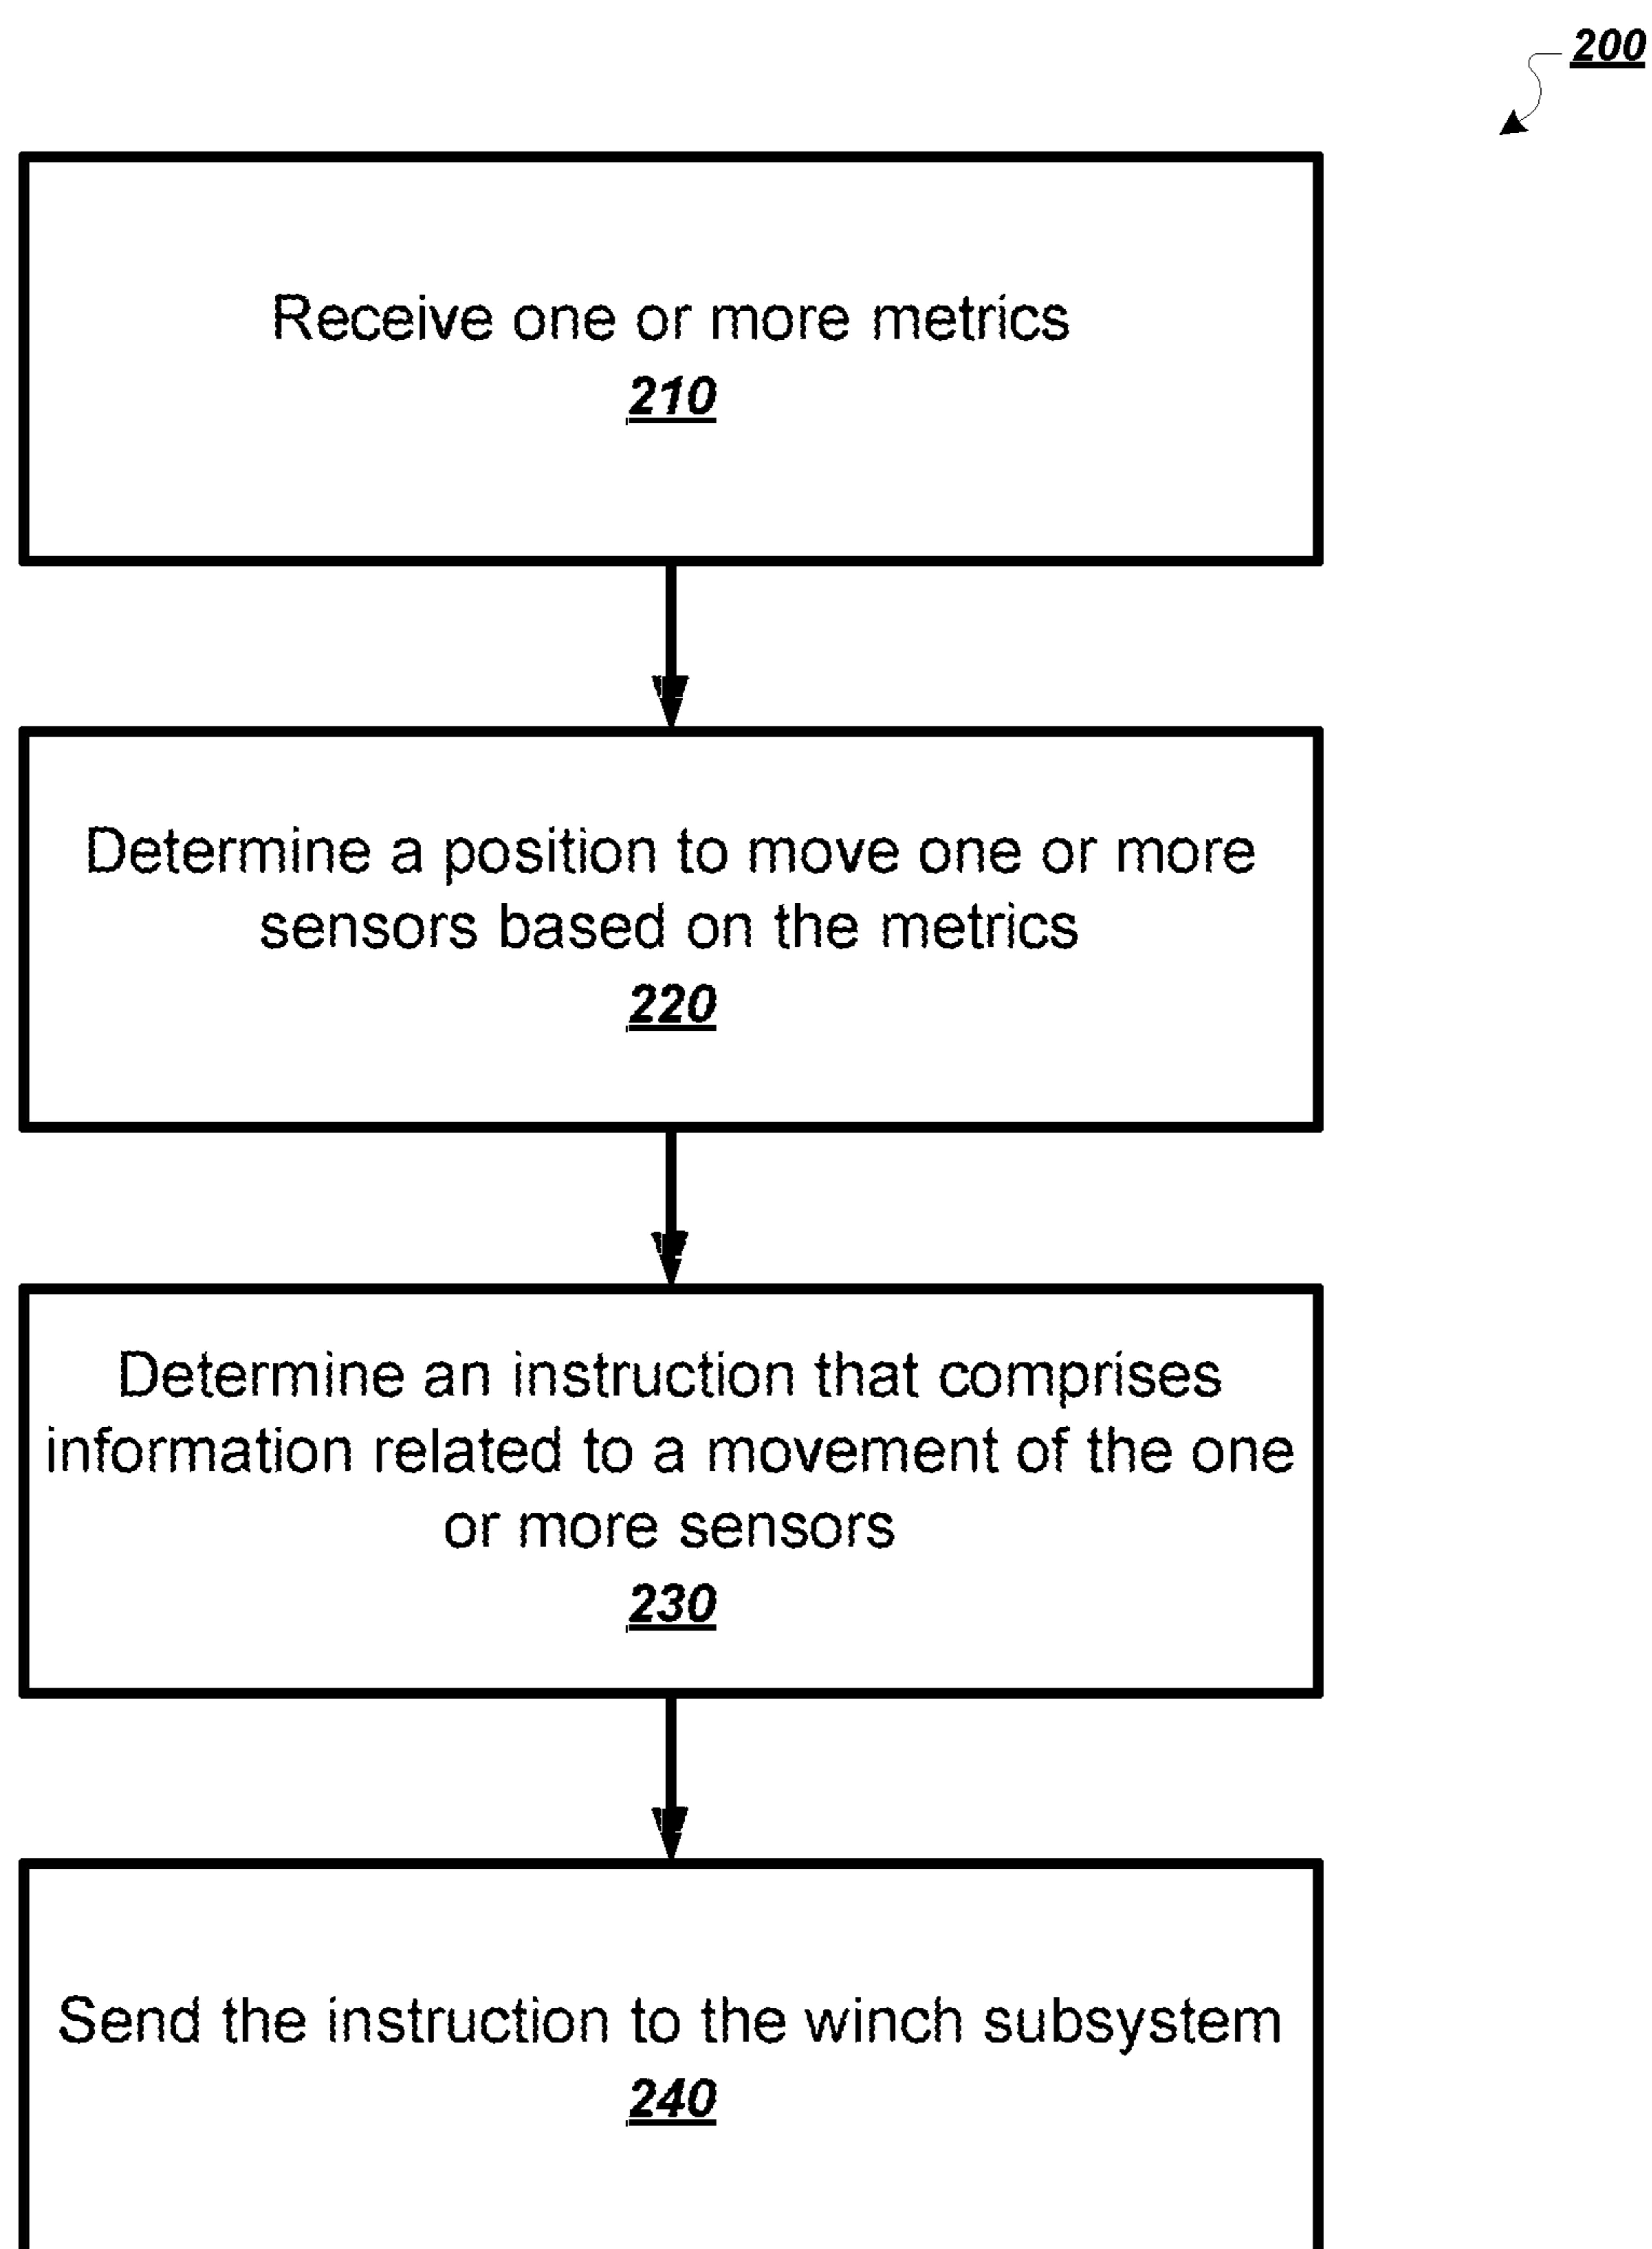 200
Receive one or more metrics
210
Determine a position to move one or more
sensors based on the metrics
220
Determine an instruction that comprises
information related to a movement of the one
or more sensors
230
Send the instruction to the winch subsystem
240